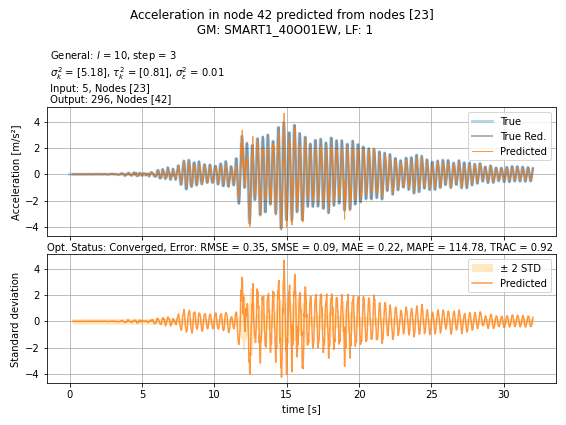 Acceleration in node 42 predicted from nodes [23]
GM: SMART1_40O01EW, LF: 1
General: l = 10, step = 3
σ²ₖ = [5.18], τ²ₖ = [0.81], σ²ε = 0.01
Input: 5, Nodes [23]
Output: 296, Nodes [42]
Acceleration [m/s²]
4
2
0
−2
−4
True
True Red.
Predicted
Opt. Status: Converged, Error: RMSE = 0.35, SMSE = 0.09, MAE = 0.22, MAPE = 114.78, TRAC = 0.92
Standard deviation
4
2
0
−2
−4
± 2 STD
Predicted
0 5 10 15 20 25 30
time [s]